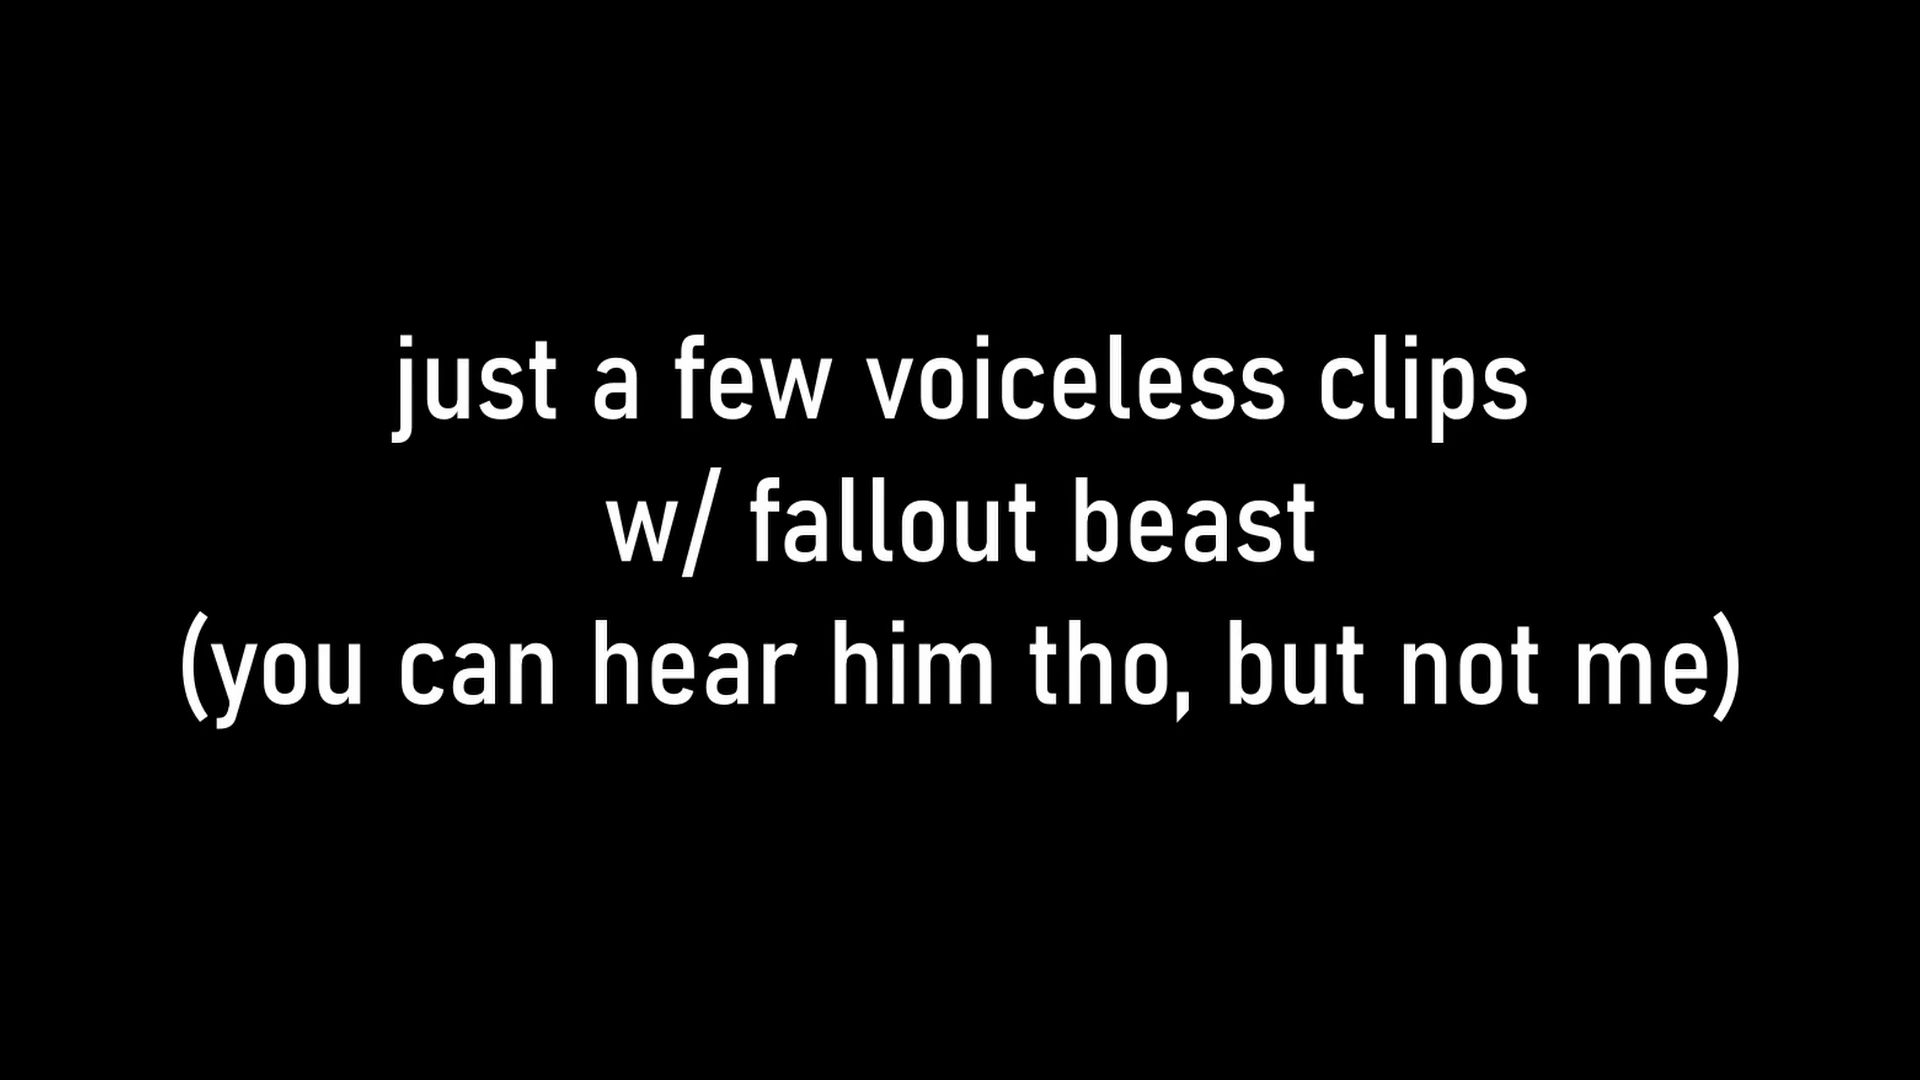 just a few voiceless clips
w/ fallout beast
(you can hear him tho, but not me)